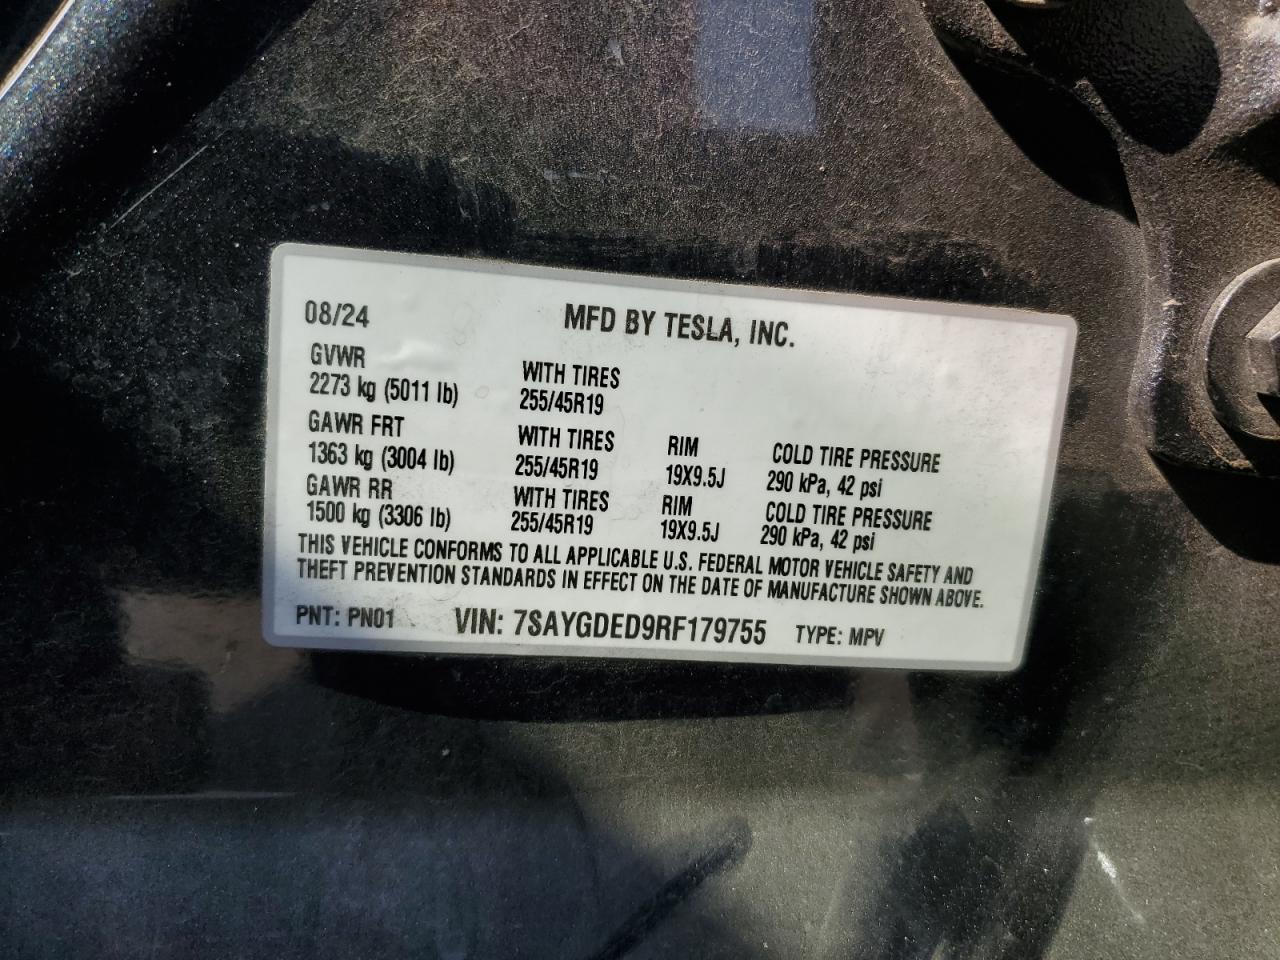 08/24 MFD BY TESLA, INC.
GVWR
2273 kg (5011 lb) WITH TIRES
255/45R19
GAWR FRT
1363 kg (3004 lb) WITH TIRES
255/45R19 RIM
19X9.5J COLD TIRE PRESSURE
290 kPa, 42 psi
GAWR RR
1500 kg (3306 lb) WITH TIRES
255/45R19 RIM
19X9.5J COLD TIRE PRESSURE
290 kPa, 42 psi
THIS VEHICLE CONFORMS TO ALL APPLICABLE U.S. FEDERAL MOTOR VEHICLE SAFETY AND
THEFT PREVENTION STANDARDS IN EFFECT ON THE DATE OF MANUFACTURE SHOWN ABOVE.
PNT: PN01 VIN: 7SAYGDED9RF179755 TYPE: MPV